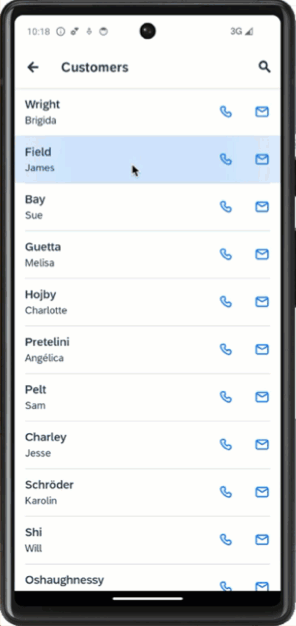 10:18
3G
Customers
Wright
Brigida
Field
James
Bay
Sue
Guetta
Melisa
Hojby
Charlotte
Pretelini
Angélica
Pelt
Sam
Charley
Jesse
Schröder
Karolin
Shi
Will
Oshaughnessy